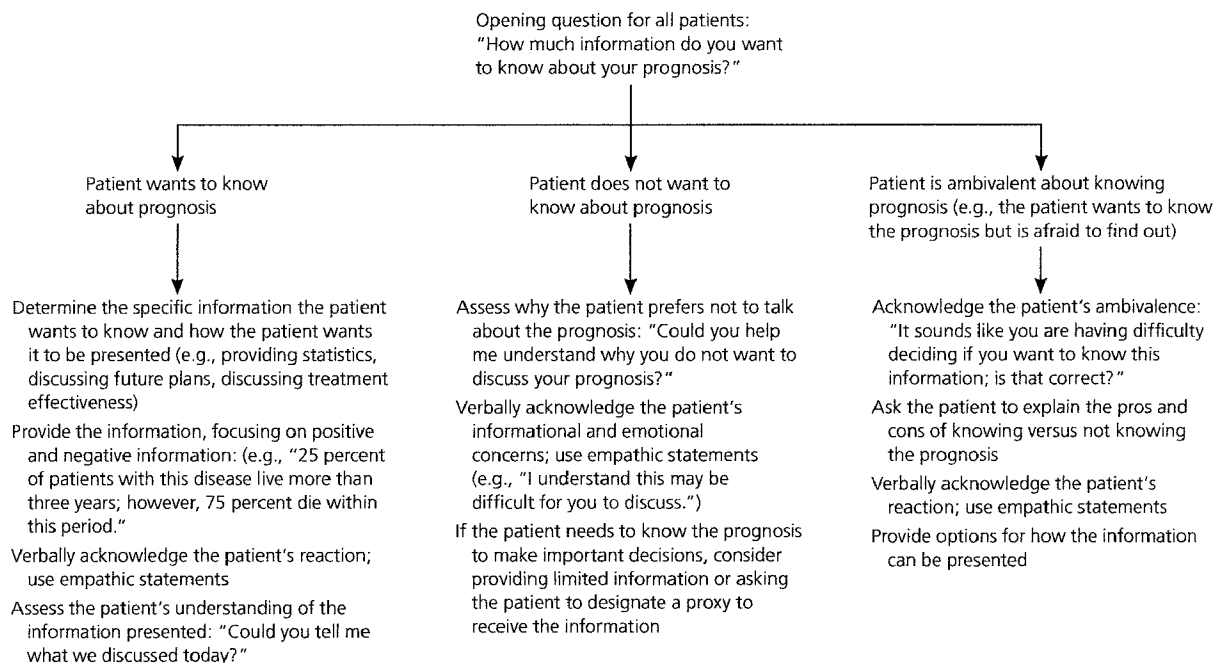 Opening question for all patients:
"How much information do you want
to know about your prognosis?"
Patient wants to know
about prognosis
Determine the specific information the patient
wants to know and how the patient wants
it to be presented (e.g., providing statistics,
discussing future plans, discussing treatment
effectiveness)
Provide the information, focusing on positive
and negative information: (e.g., "25 percent
of patients with this disease live more than
three years; however, 75 percent die within
this period."
Verbally acknowledge the patient's reaction;
use empathic statements
Assess the patient's understanding of the
information presented: "Could you tell me
what we discussed today?"
Patient does not want to
know about prognosis
Assess why the patient prefers not to talk
about the prognosis: "Could you help
me understand why you do not want to
discuss your prognosis?"
Verbally acknowledge the patient's
informational and emotional
concerns; use empathic statements
(e.g., "I understand this may be
difficult for you to discuss.")
If the patient needs to know the prognosis
to make important decisions, consider
providing limited information or asking
the patient to designate a proxy to
receive the information
Patient is ambivalent about knowing
prognosis (e.g., the patient wants to know
the prognosis but is afraid to find out)
Acknowledge the patient's ambivalence:
"It sounds like you are having difficulty
deciding if you want to know this
information; is that correct?"
Ask the patient to explain the pros and
cons of knowing versus not knowing
the prognosis
Verbally acknowledge the patient's
reaction; use empathic statements
Provide options for how the information
can be presented